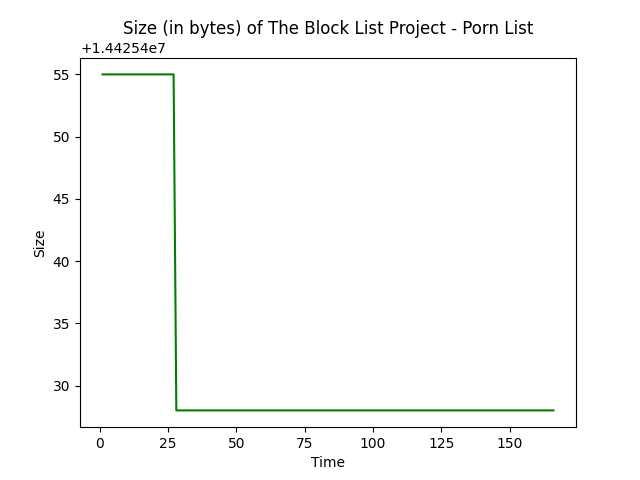 Size (in bytes) of The Block List Project - Porn List
+1.44254e7
55
50
45
40
35
30
Size
0 25 50 75 100 125 150
Time